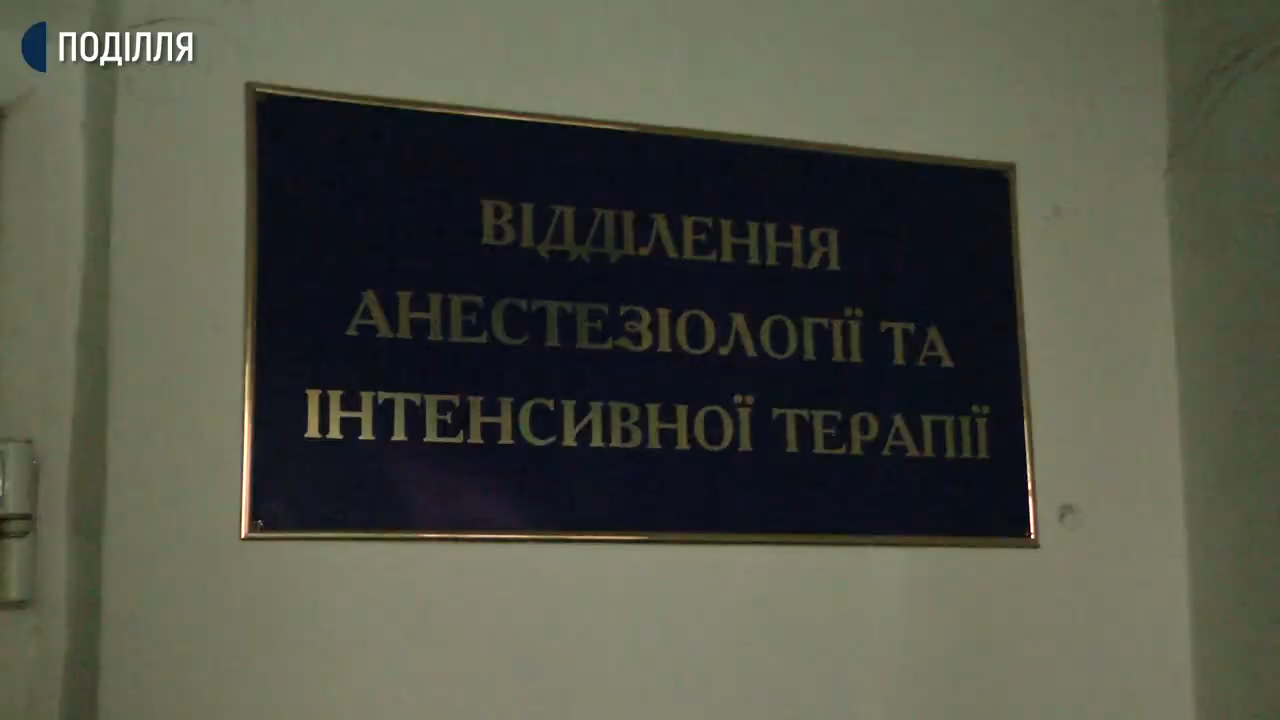 ПОДІЛЛЯ
ВІДДІЛЕННЯ
АНЕСТЕЗІОЛОГІЇ ТА
ІНТЕНСИВНОЇ ТЕРАПІЇ